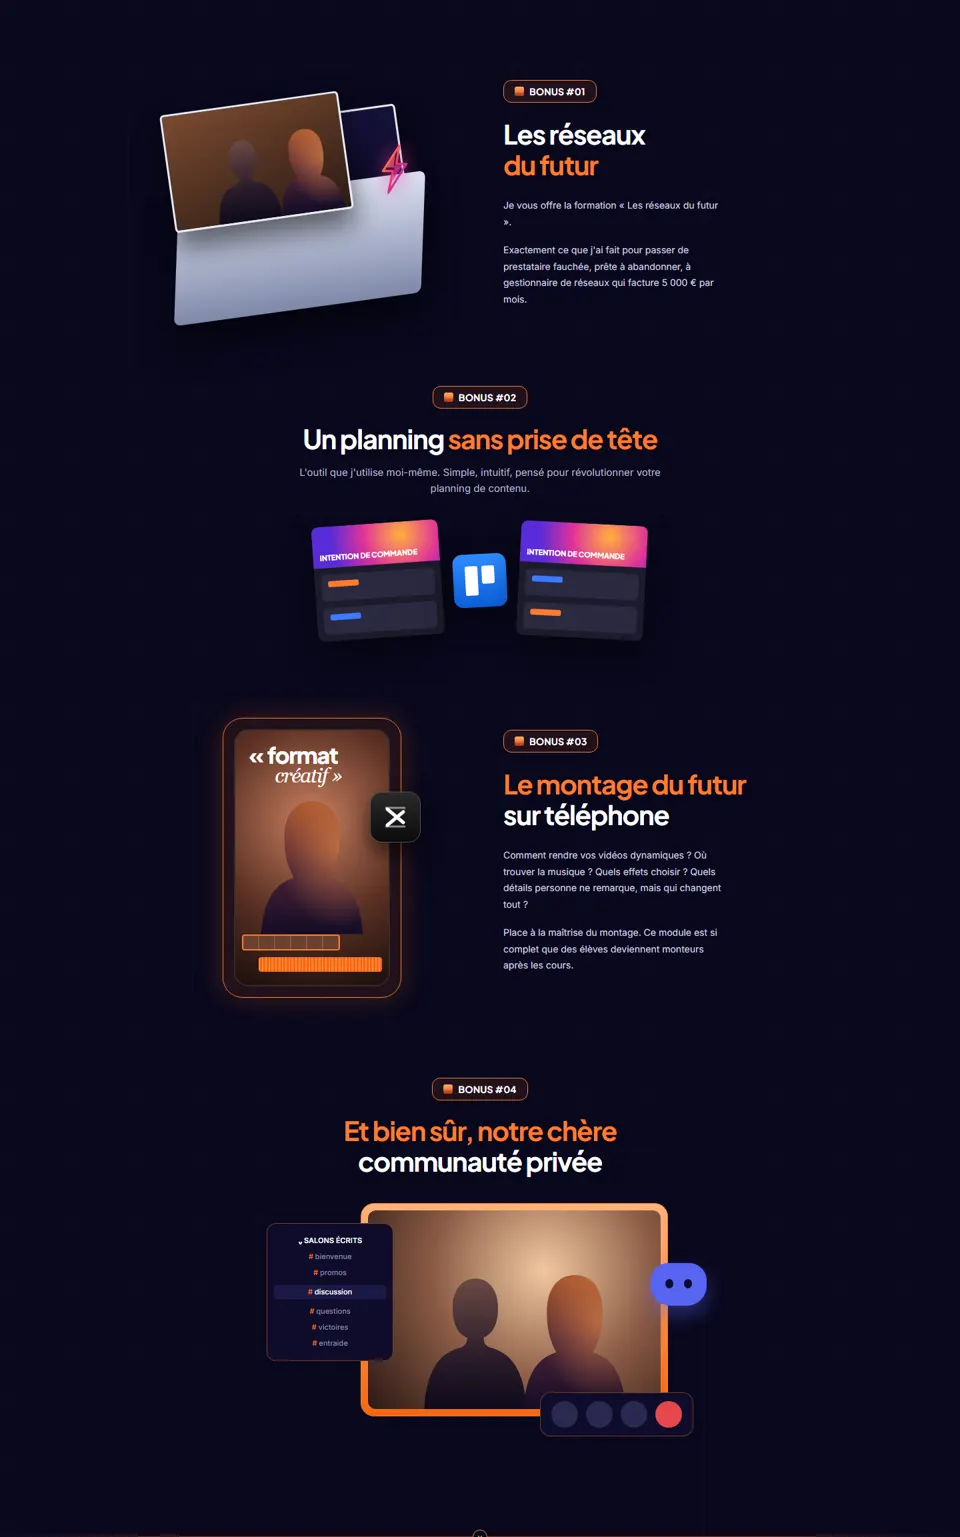 BONUS #01
Les réseaux
du futur
Je vous offre la formation « Les réseaux du futur
».
Exactement ce que j'ai fait pour passer de
prestataire fauchée, prête à abandonner, à
gestionnaire de réseaux qui facture 5 000 € par
mois.
BONUS #02
Un planning sans prise de tête
L'outil que j'utilise moi-même. Simple, intuitif, pensé pour révolutionner votre
planning de contenu.
INTENTION DE COMMANDE
INTENTION DE COMMANDE
« format
créatif »
BONUS #03
Le montage du futur
sur téléphone
Comment rendre vos vidéos dynamiques ? Où
trouver la musique ? Quels effets choisir ? Quels
détails personne ne remarque, mais qui changent
tout ?
Place à la maîtrise du montage. Ce module est si
complet que des élèves deviennent monteurs
après les cours.
BONUS #04
Et bien sûr, notre chère
communauté privée
SALONS ÉCRITS
# bienvenue
# promos
# discussion
# questions
# victoires
# entraide